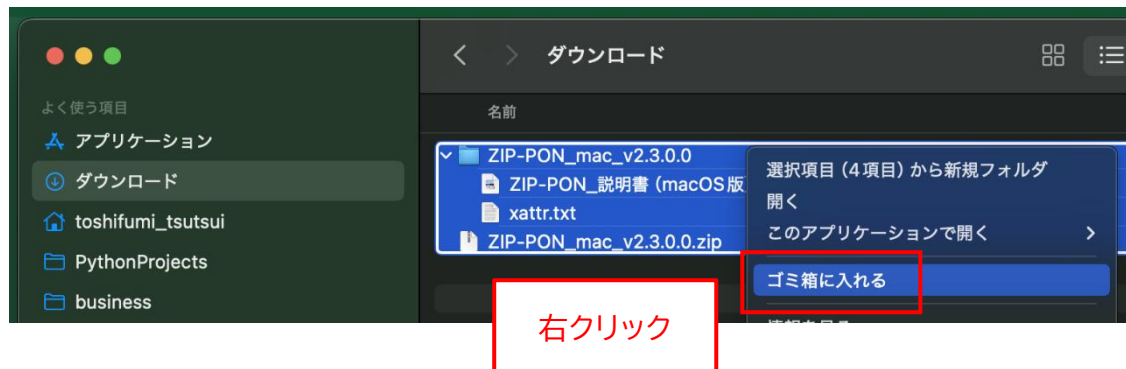 ダウンロード
よく使う項目
名前
アプリケーション
ダウンロード
toshifumi_tsutsui
PythonProjects
business
ZIP-PON_mac_v2.3.0.0
ZIP-PON_説明書 (macOS版
xattr.txt
ZIP-PON_mac_v2.3.0.0.zip
選択項目 (4項目) から新規フォルダ
開く
このアプリケーションで開く
ゴミ箱に入れる
右クリック